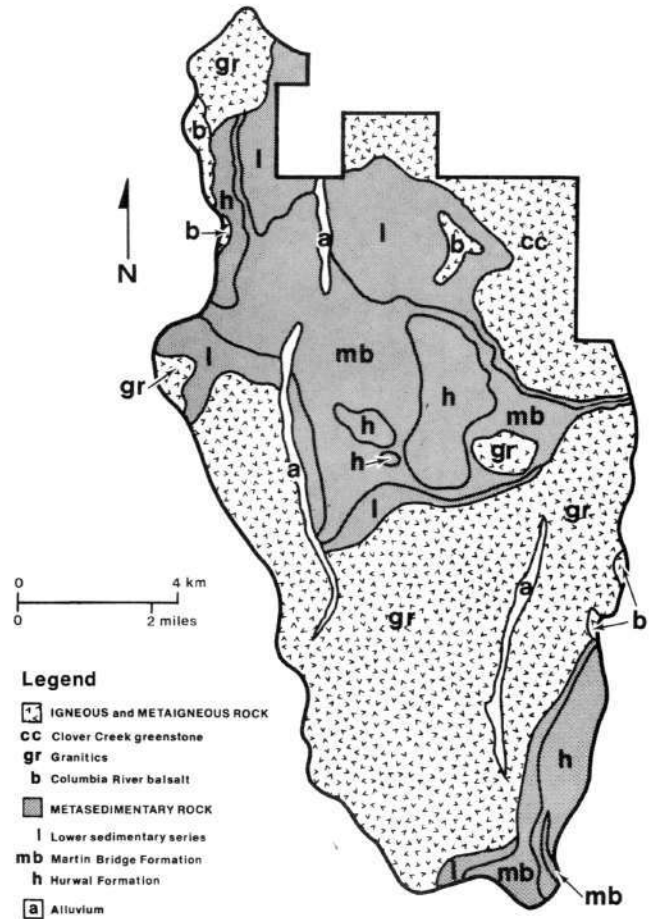 gr
b
l
h
b
N
a
l
b
cc
mb
l
gr
h
mb
h
h
gr
a
l
gr
a
gr
b
0 4 km
0 2 miles
h
l
mb
mb
Legend
IGNEOUS and METAIGNEOUS ROCK
cc Clover Creek greenstone
gr Granitics
b Columbia River balsalt
METASEDIMENTARY ROCK
l Lower sedimentary series
mb Martin Bridge Formation
h Hurwal Formation
a Alluvium